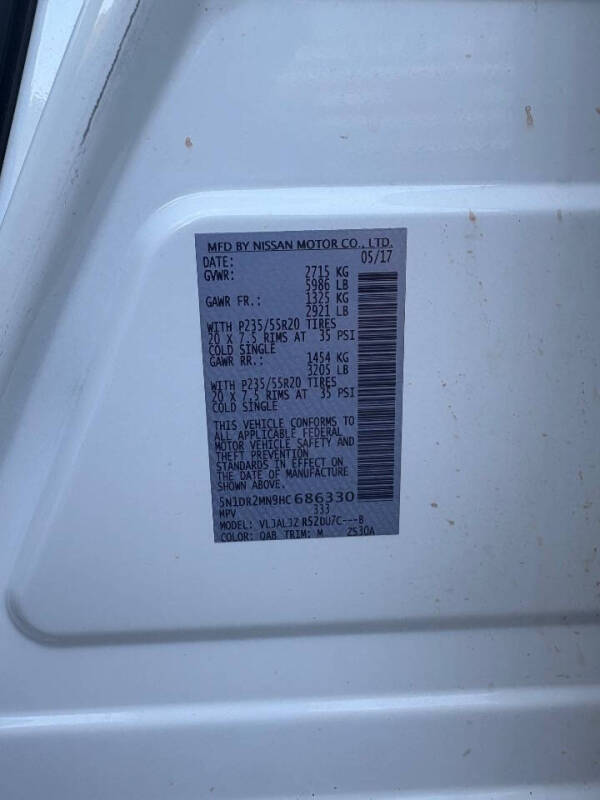 MFD BY NISSAN MOTOR CO., LTD.
DATE: 05/17
GVWR: 2715 KG
5986 LB
GAWR FR.: 1325 KG
2921 LB
WITH P235/55R20 TIRES
20 X 7.5 RIMS AT 35 PSI
COLD SINGLE
GAWR RR.: 1454 KG
3205 LB
WITH P235/55R20 TIRES
20 X 7.5 RIMS AT 35 PSI
COLD SINGLE
THIS VEHICLE CONFORMS TO
ALL APPLICABLE FEDERAL
MOTOR VEHICLE SAFETY AND
THEFT PREVENTION
STANDARDS IN EFFECT ON
THE DATE OF MANUFACTURE
SHOWN ABOVE.
5N1DR2MN9HC686330
MPV 333
MODEL: VLJALJZ R52DU7C---B
COLOR: QAB TRIM: M ZS30A